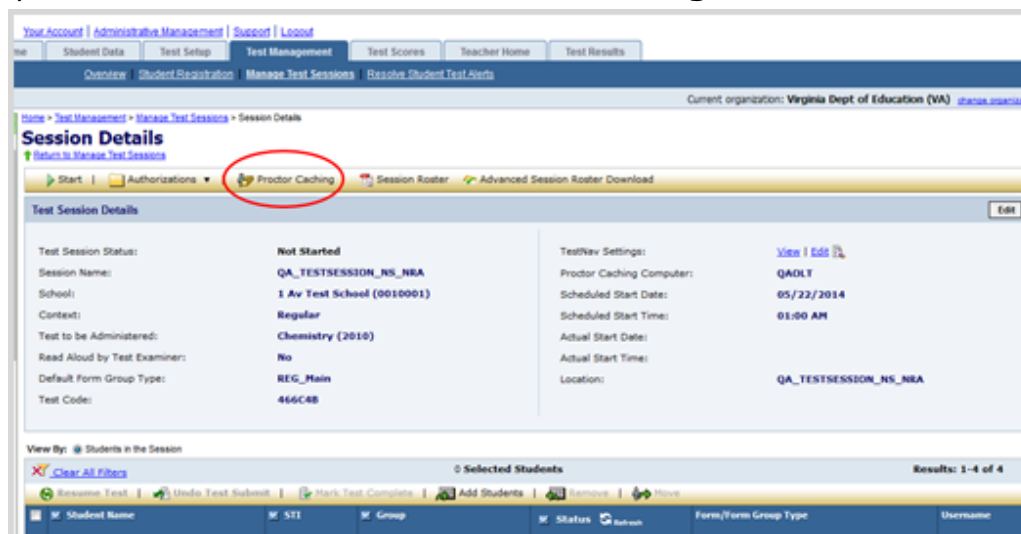 Your Account | Administrative Management | Support | Logout
me Student Data Test Setup Test Management Test Scores Teacher Home Test Results
Overview | Student Registration | Manage Test Sessions | Resolve Student Test Alerts
Current organization: Virginia Dept of Education (VA) change organiz
Home > Test Management > Manage Test Sessions > Session Details
Session Details
Return to Manage Test Sessions
Start | Authorizations ▼ Proctor Caching Session Roster Advanced Session Roster Download
Test Session Details Edit
Test Session Status: Not Started TestNav Settings: View | Edit
Session Name: QA_TESTSESSION_NS_NRA Proctor Caching Computer: QAOLT
School: 1 Av Test School (0010001) Scheduled Start Date: 05/22/2014
Context: Regular Scheduled Start Time: 01:00 AM
Test to be Administered: Chemistry (2010) Actual Start Date:
Read Aloud by Test Examiner: No Actual Start Time:
Default Form Group Type: REG_Main Location: QA_TESTSESSION_NS_NRA
Test Code: 466C48
View By: Students in the Session
Clear All Filters 0 Selected Students Results: 1-4 of 4
Resume Test | Undo Test Submit | Mark Test Complete | Add Students | Remove | Move
Student Name STI Group Status Refresh Form/Form Group Type Username